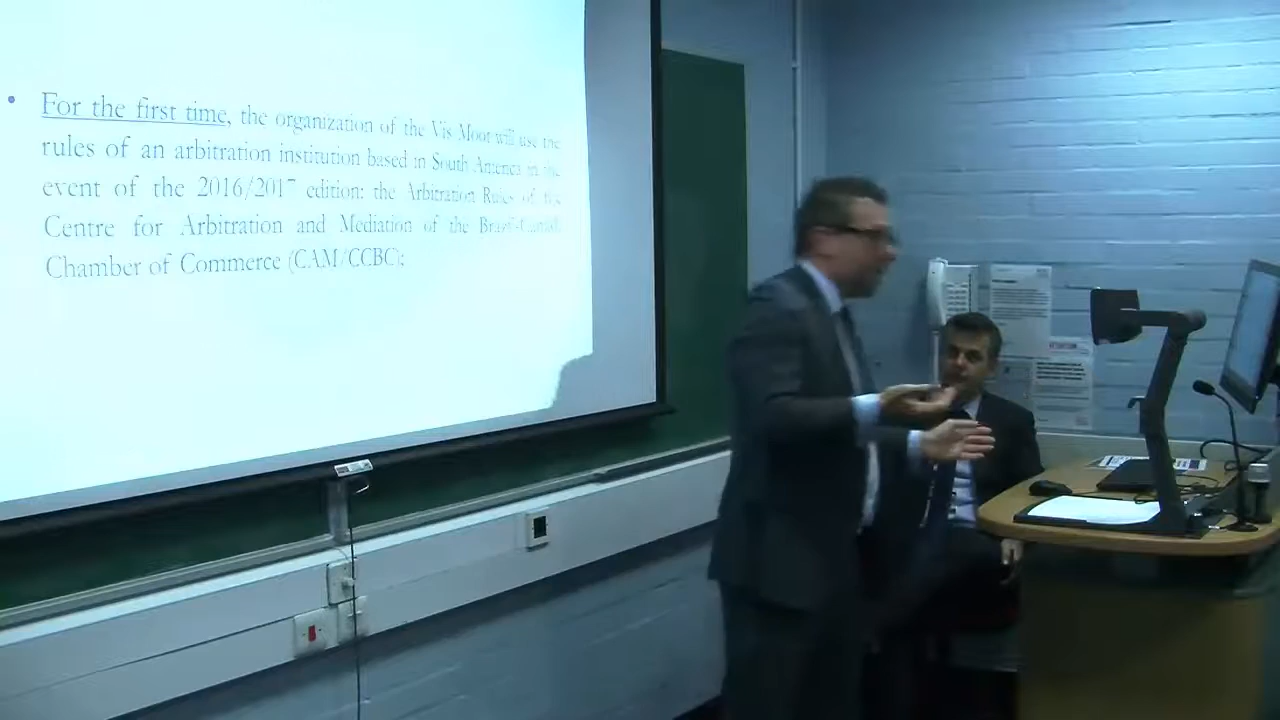 • For the first time, the organization of the Vis Moot will use the
rules of an arbitration institution based in South America in the
event of the 2016/2017 edition: the Arbitration Rules of the
Centre for Arbitration and Mediation of the Brazil-Canada
Chamber of Commerce (CAM/CCBC);